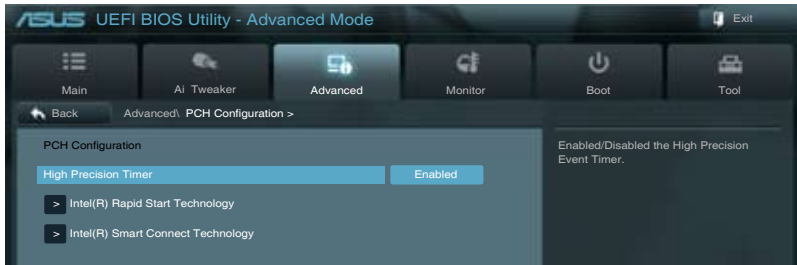 ASUS UEFI BIOS Utility - Advanced Mode
Exit
Main
Ai Tweaker
Advanced
Monitor
Boot
Tool
Back
Advanced\ PCH Configuration >
PCH Configuration
High Precision Timer
Enabled
> Intel(R) Rapid Start Technology
> Intel(R) Smart Connect Technology
Enabled/Disabled the High Precision
Event Timer.